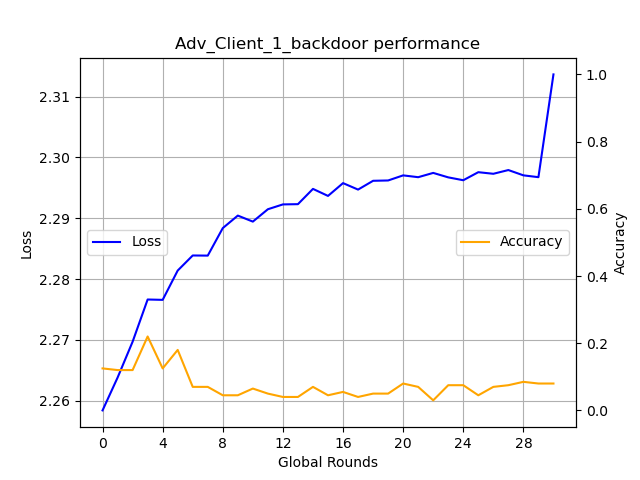 Adv_Client_1_backdoor performance
Loss
2.31
2.30
2.29
2.28
2.27
2.26
Loss
Accuracy
1.0
0.8
0.6
0.4
0.2
0.0
Accuracy
0 4 8 12 16 20 24 28
Global Rounds